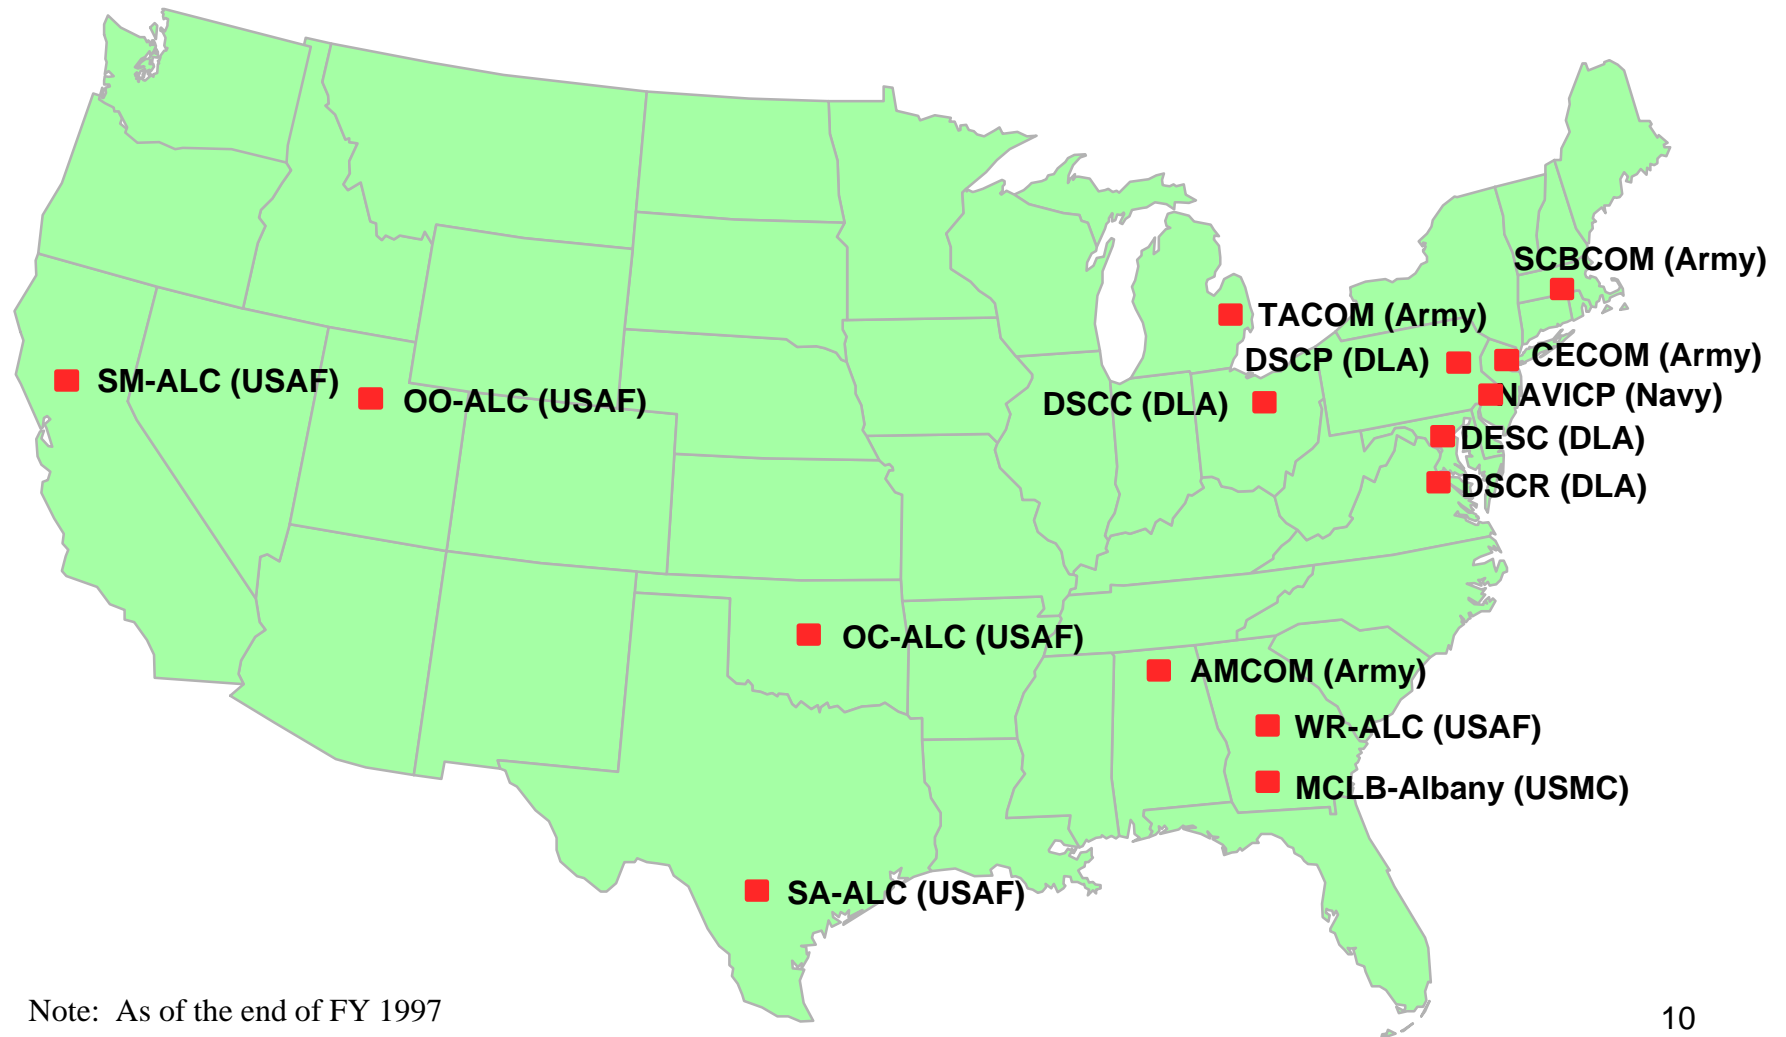 SCBCOM (Army)
TACOM (Army)
DSCP (DLA)
CECOM (Army)
SM-ALC (USAF)
OO-ALC (USAF)
DSCC (DLA)
NAVICP (Navy)
DESC (DLA)
DSCR (DLA)
OC-ALC (USAF)
AMCOM (Army)
WR-ALC (USAF)
MCLB-Albany (USMC)
SA-ALC (USAF)
Note: As of the end of FY 1997
10